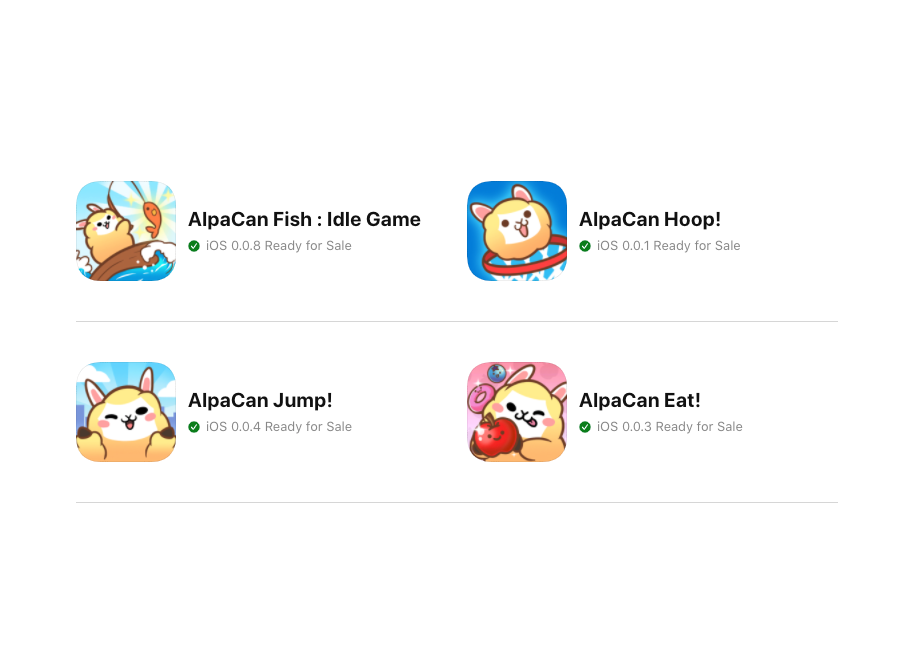 AlpaCan Fish : Idle Game
iOS 0.0.8 Ready for Sale
AlpaCan Hoop!
iOS 0.0.1 Ready for Sale
AlpaCan Jump!
iOS 0.0.4 Ready for Sale
AlpaCan Eat!
iOS 0.0.3 Ready for Sale